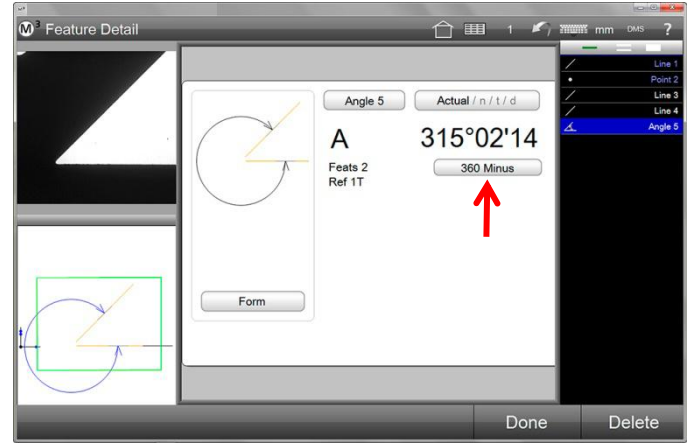 M³ Feature Detail
1 mm DMS ?
Line 1
Point 2
Line 3
Line 4
Angle 5
Angle 5 Actual / n / t / d
A 315°02'14
Feats 2 360 Minus
Ref 1T
Form
Done Delete